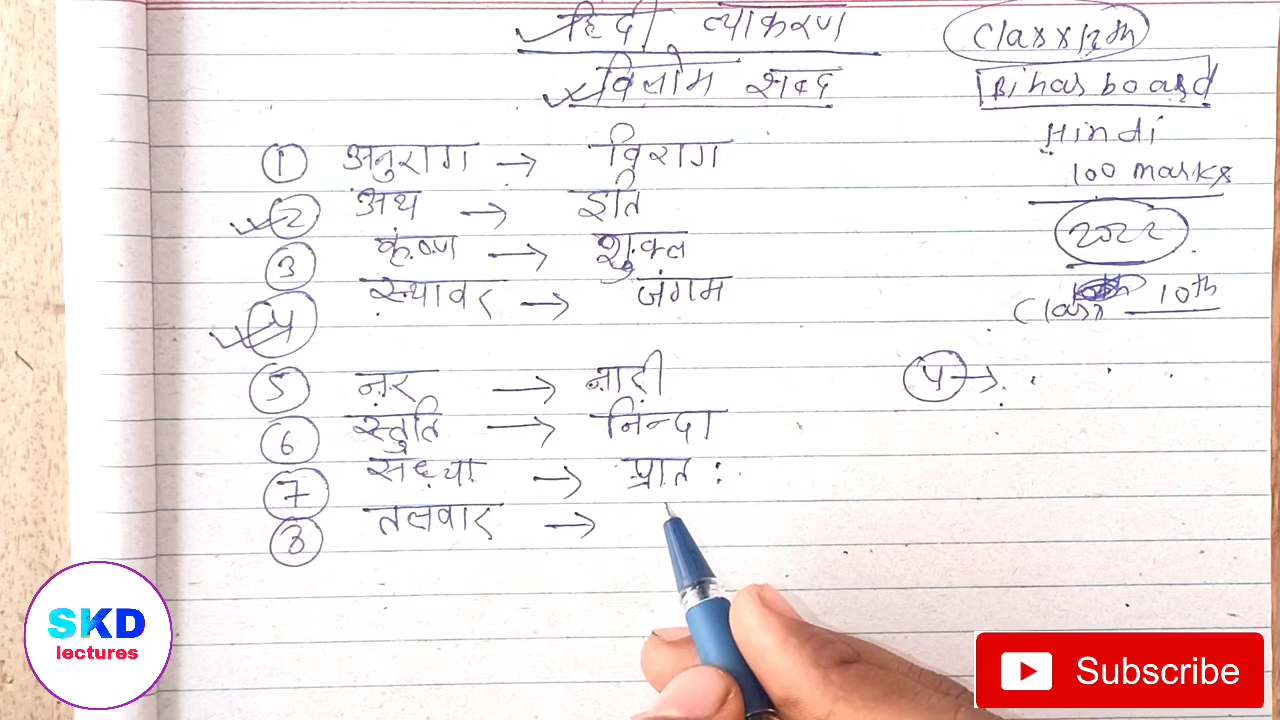 हिंदी व्याकरण
विलोम शब्द
Class 12th
Bihar board
Hindi
100 marks
2022
Class 10th
① अनुराग → विराग
② अथ → इति
③ कृष्ण → शुक्ल
④ स्थावर → जंगम
⑤ नर → नारी
⑥ स्तुति → निन्दा
⑦ संध्या → प्रात :
⑧ तलवार →
④ →
SKD
lectures
Subscribe